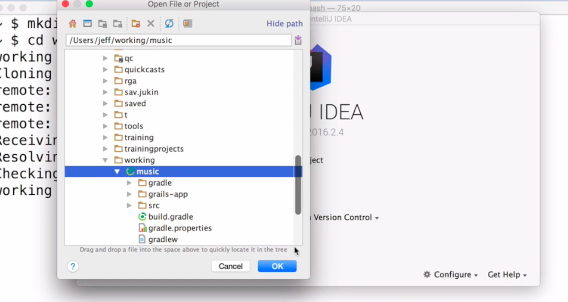 Open File or Project
bash — 75×20
IntelliJ IDEA
$ mkdi
$ cd w
working
Cloning
remote:
remote:
remote:
Receivin
Resolvin
Checking
working
Hide path
/Users/jeff/working/music
qc
quickcasts
rga
sav.jukin
saved
t
tools
training
trainingprojects
working
music
gradle
grails-app
src
build.gradle
gradle.properties
gradlew
Drag and drop a file into the space above to quickly locate it in the tree
?
Cancel
OK
IDEA
2016.2.4
ject
Version Control
Configure
Get Help